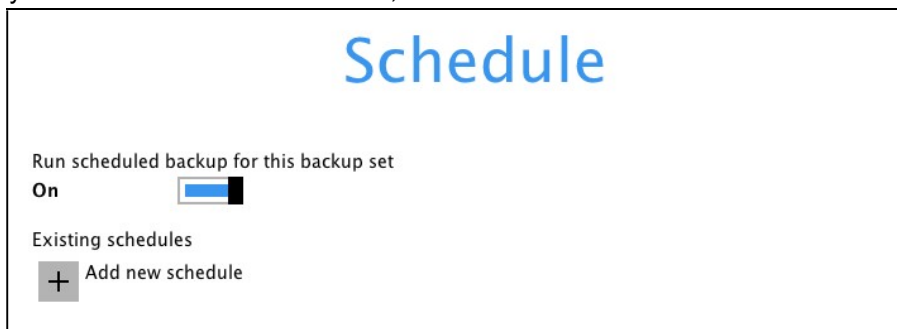 Schedule
Run scheduled backup for this backup set
On
Existing schedules
Add new schedule